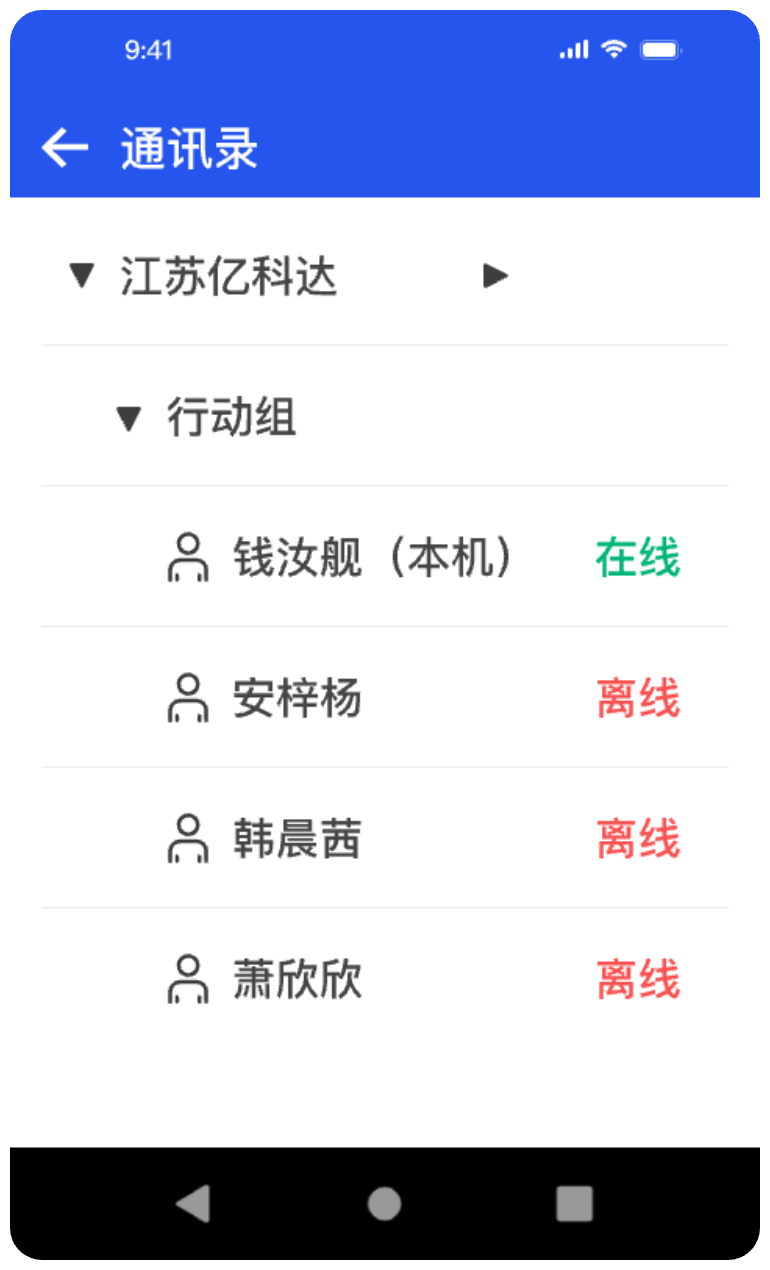 9:41
通讯录
江苏亿科达
行动组
钱汝舰（本机） 在线
安梓杨 离线
韩晨茜 离线
萧欣欣 离线